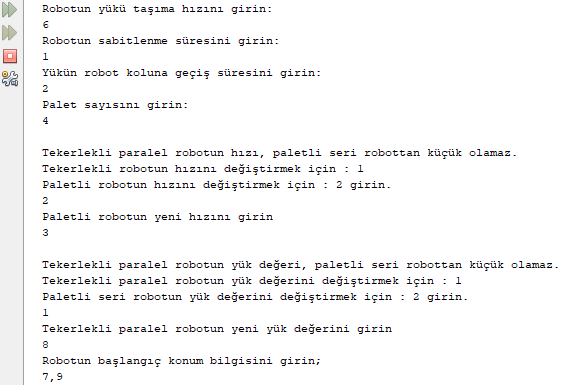 Robotun yükü taşıma hızını girin:
6
Robotun sabitlenme süresini girin:
1
Yükün robot koluna geçiş süresini girin:
2
Palet sayısını girin:
4
Tekerlekli paralel robotun hızı, paletli seri robottan küçük olamaz.
Tekerlekli robotun hızını değiştirmek için : 1
Paletli robotun hızını değiştirmek için : 2 girin.
2
Paletli robotun yeni hızını girin
3
Tekerlekli paralel robotun yük değeri, paletli seri robottan küçük olamaz.
Tekerlekli paralel robotun yük değerini değiştirmek için : 1
Paletli seri robotun yük değerini değiştirmek için : 2 girin.
1
Tekerlekli paralel robotun yeni yük değerini girin
8
Robotun başlangıç konum bilgisini girin;
7,9